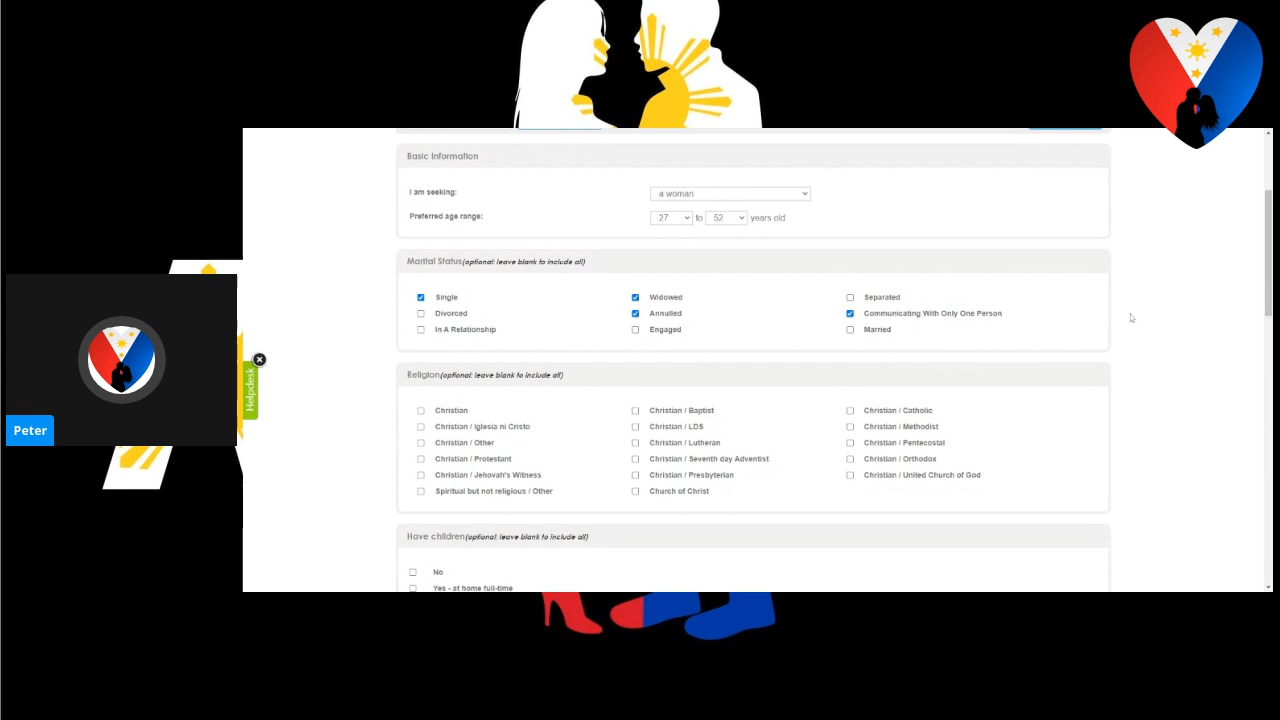 Basic Information
I am seeking: a woman
Preferred age range: 27 to 52 years old
Marital Status(optional: leave blank to include all)
Single Widowed Separated
Divorced Annulled Communicating With Only One Person
In A Relationship Engaged Married
Helpdesk
Religion(optional: leave blank to include all)
Christian Christian / Baptist Christian / Catholic
Christian / Iglesia ni Cristo Christian / LDS Christian / Methodist
Christian / Other Christian / Lutheran Christian / Pentecostal
Peter
Christian / Protestant Christian / Seventh day Adventist Christian / Orthodox
Christian / Jehovah's Witness Christian / Presbyterian Christian / United Church of God
Spiritual but not religious / Other Church of Christ
Have children(optional: leave blank to include all)
No
Yes - at home full-time